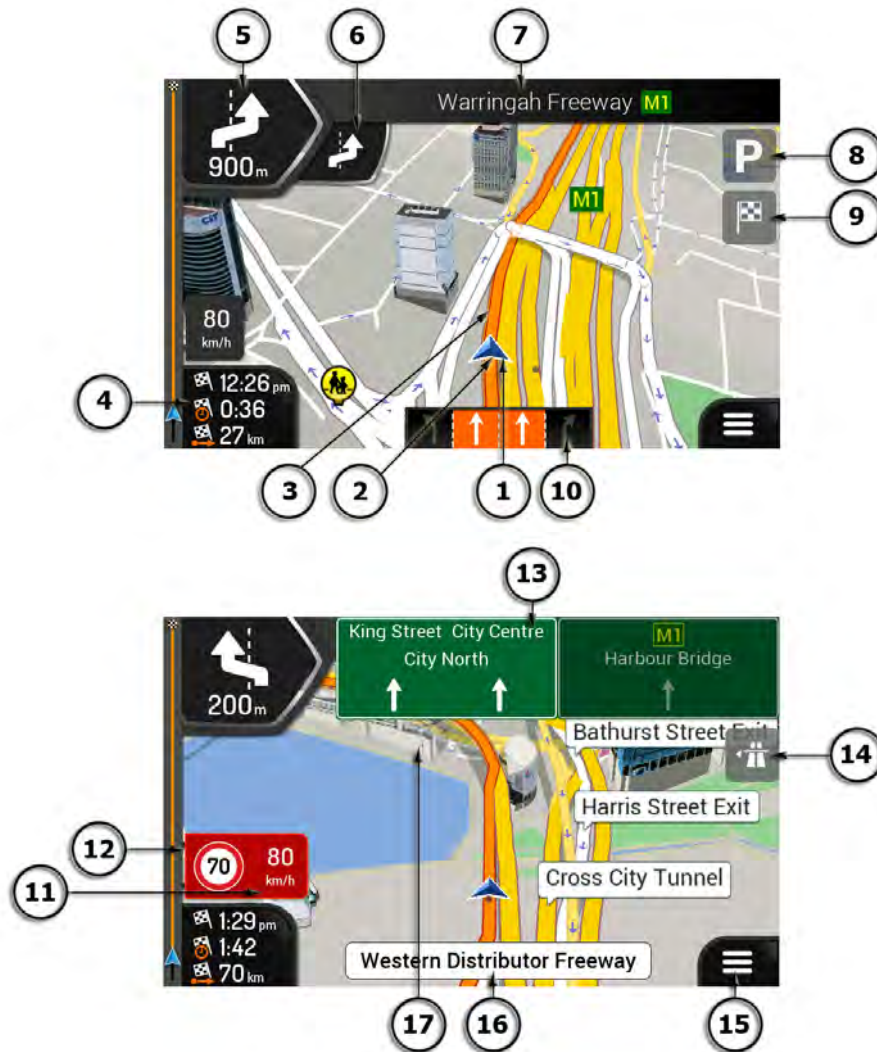 5 6 7
Warringah Freeway M1
900 m
P
8
9
M1
CIT
80
km/h
4
12:26 pm
0:36
27 km
3 2 1 10
13
King Street City Centre
City North
M1
Harbour Bridge
200 m
Bathurst Street Exit
14
Harris Street Exit
12
70
80
km/h
11
Cross City Tunnel
1:29 pm
1:42
70 km
Western Distributor Freeway
17 16 15